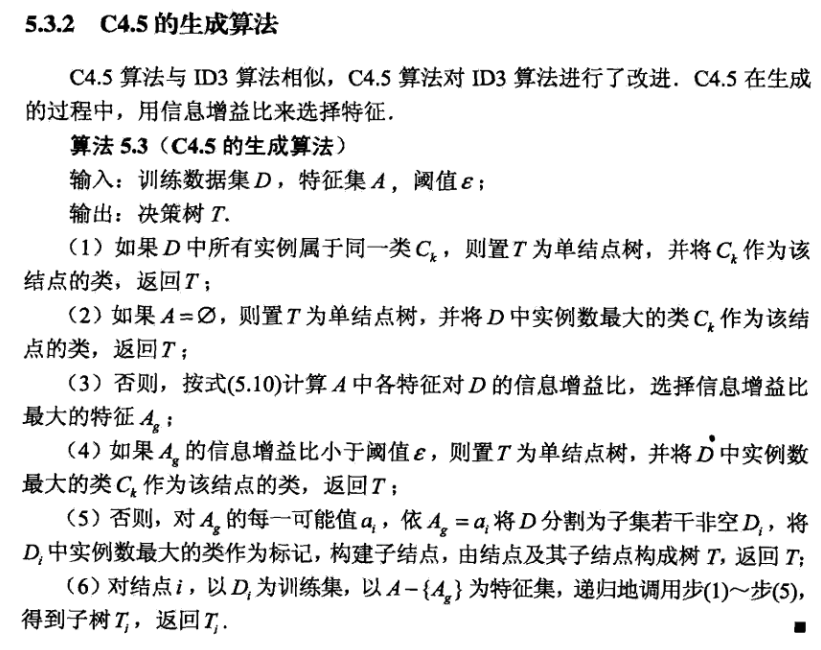 5.3.2 C4.5 的生成算法
C4.5 算法与 ID3 算法相似，C4.5 算法对 ID3 算法进行了改进．C4.5 在生成
的过程中，用信息增益比来选择特征．
算法 5.3（C4.5 的生成算法）
输入：训练数据集 D，特征集 A，阈值 ε；
输出：决策树 T.
（1）如果 D 中所有实例属于同一类 Cₖ，则置 T 为单结点树，并将 Cₖ 作为该
结点的类，返回 T；
（2）如果 A=∅，则置 T 为单结点树，并将 D 中实例数最大的类 Cₖ 作为该结
点的类，返回 T；
（3）否则，按式(5.10)计算 A 中各特征对 D 的信息增益比，选择信息增益比
最大的特征 A_g；
（4）如果 A_g 的信息增益比小于阈值 ε，则置 T 为单结点树，并将 D 中实例数
最大的类 Cₖ 作为该结点的类，返回 T；
（5）否则，对 A_g 的每一可能值 aᵢ，依 A_g = aᵢ 将 D 分割为子集若干非空 Dᵢ，将
Dᵢ 中实例数最大的类作为标记，构建子结点，由结点及其子结点构成树 T，返回 T；
（6）对结点 i，以 Dᵢ 为训练集，以 A−{A_g} 为特征集，递归地调用步(1)～步(5)，
得到子树 Tᵢ，返回 Tᵢ．